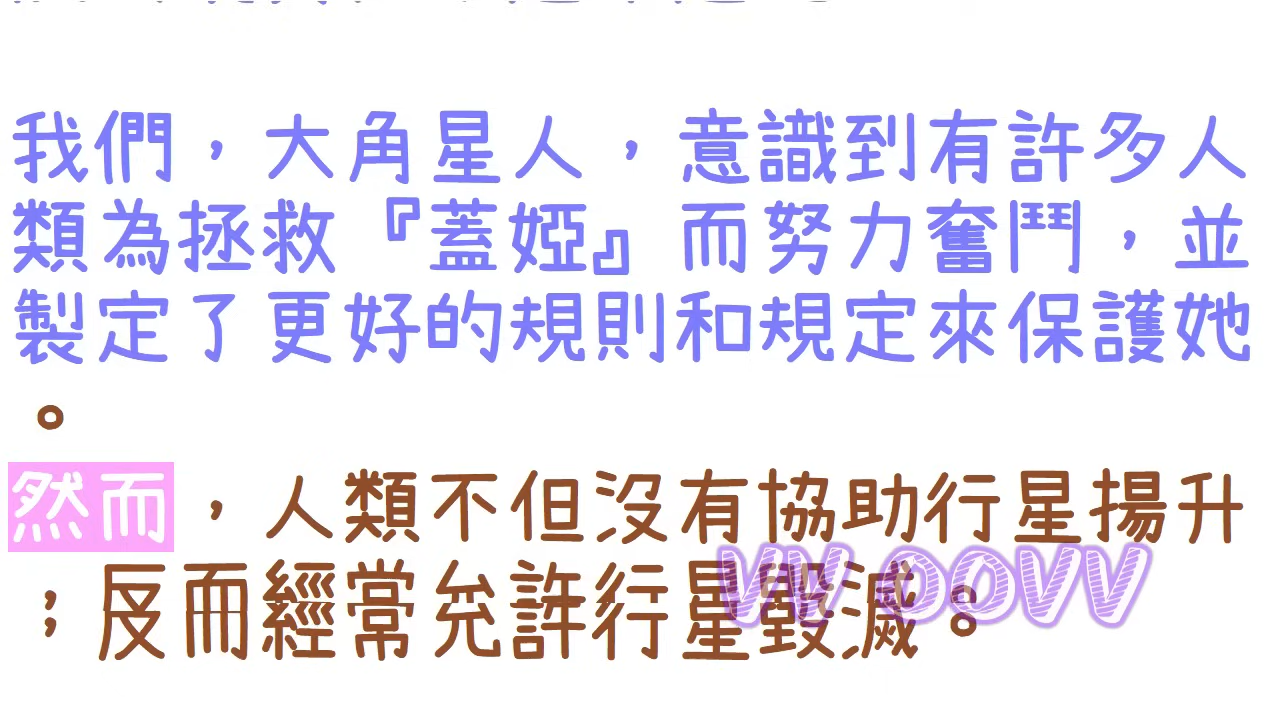 我們，大角星人，意識到有許多人
類為拯救『蓋婭』而努力奮鬥，並
製定了更好的規則和規定來保護她
。
然而，人類不但沒有協助行星揚升
；反而經常允許行星毀滅。
VV OOVV